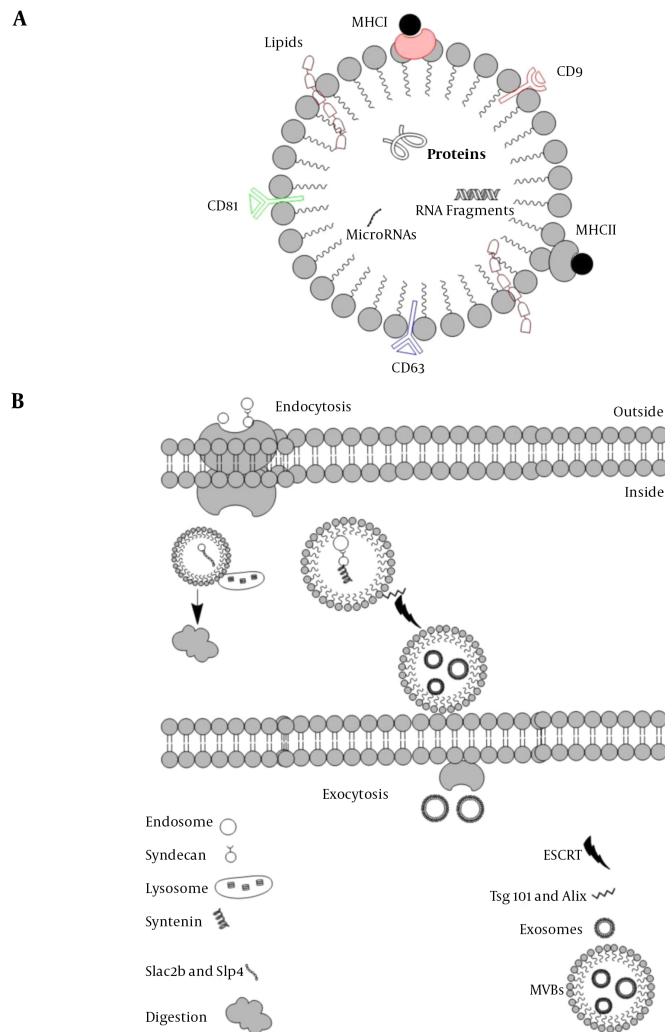 A
MHCI
Lipids
CD9
Proteins
CD81
RNA Fragments
MicroRNAs
MHCII
CD63
B
Endocytosis
Outside
Inside
Exocytosis
Endosome
Syndecan
Lysosome
Syntenin
Slac2b and Slp4
Digestion
ESCRT
Tsg 101 and Alix
Exosomes
MVBs